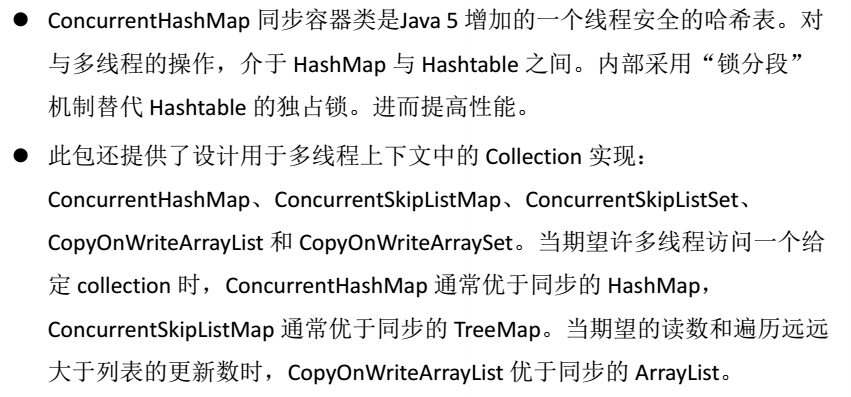 ● ConcurrentHashMap 同步容器类是Java 5 增加的一个线程安全的哈希表。对
与多线程的操作，介于 HashMap 与 Hashtable 之间。内部采用“锁分段”
机制替代 Hashtable 的独占锁。进而提高性能。
● 此包还提供了设计用于多线程上下文中的 Collection 实现：
ConcurrentHashMap、ConcurrentSkipListMap、ConcurrentSkipListSet、
CopyOnWriteArrayList 和 CopyOnWriteArraySet。当期望许多线程访问一个给
定 collection 时，ConcurrentHashMap 通常优于同步的 HashMap，
ConcurrentSkipListMap 通常优于同步的 TreeMap。当期望的读数和遍历远远
大于列表的更新数时，CopyOnWriteArrayList 优于同步的 ArrayList。